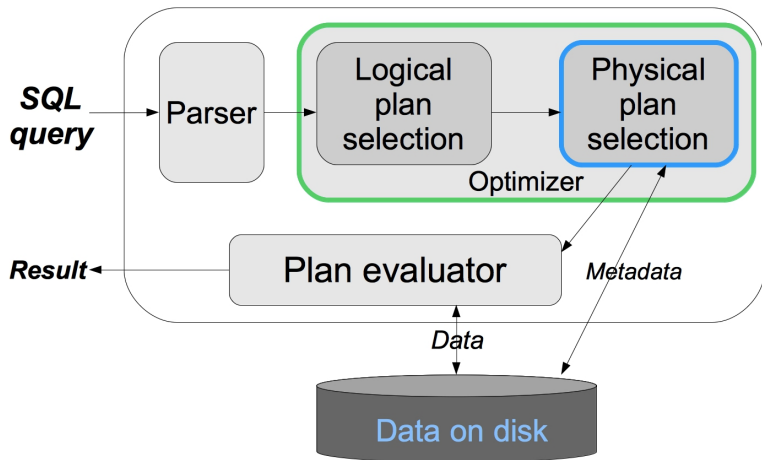 SQL
query
Parser
Logical
plan
selection
Physical
plan
selection
Optimizer
Result
Plan evaluator
Metadata
Data
Data on disk